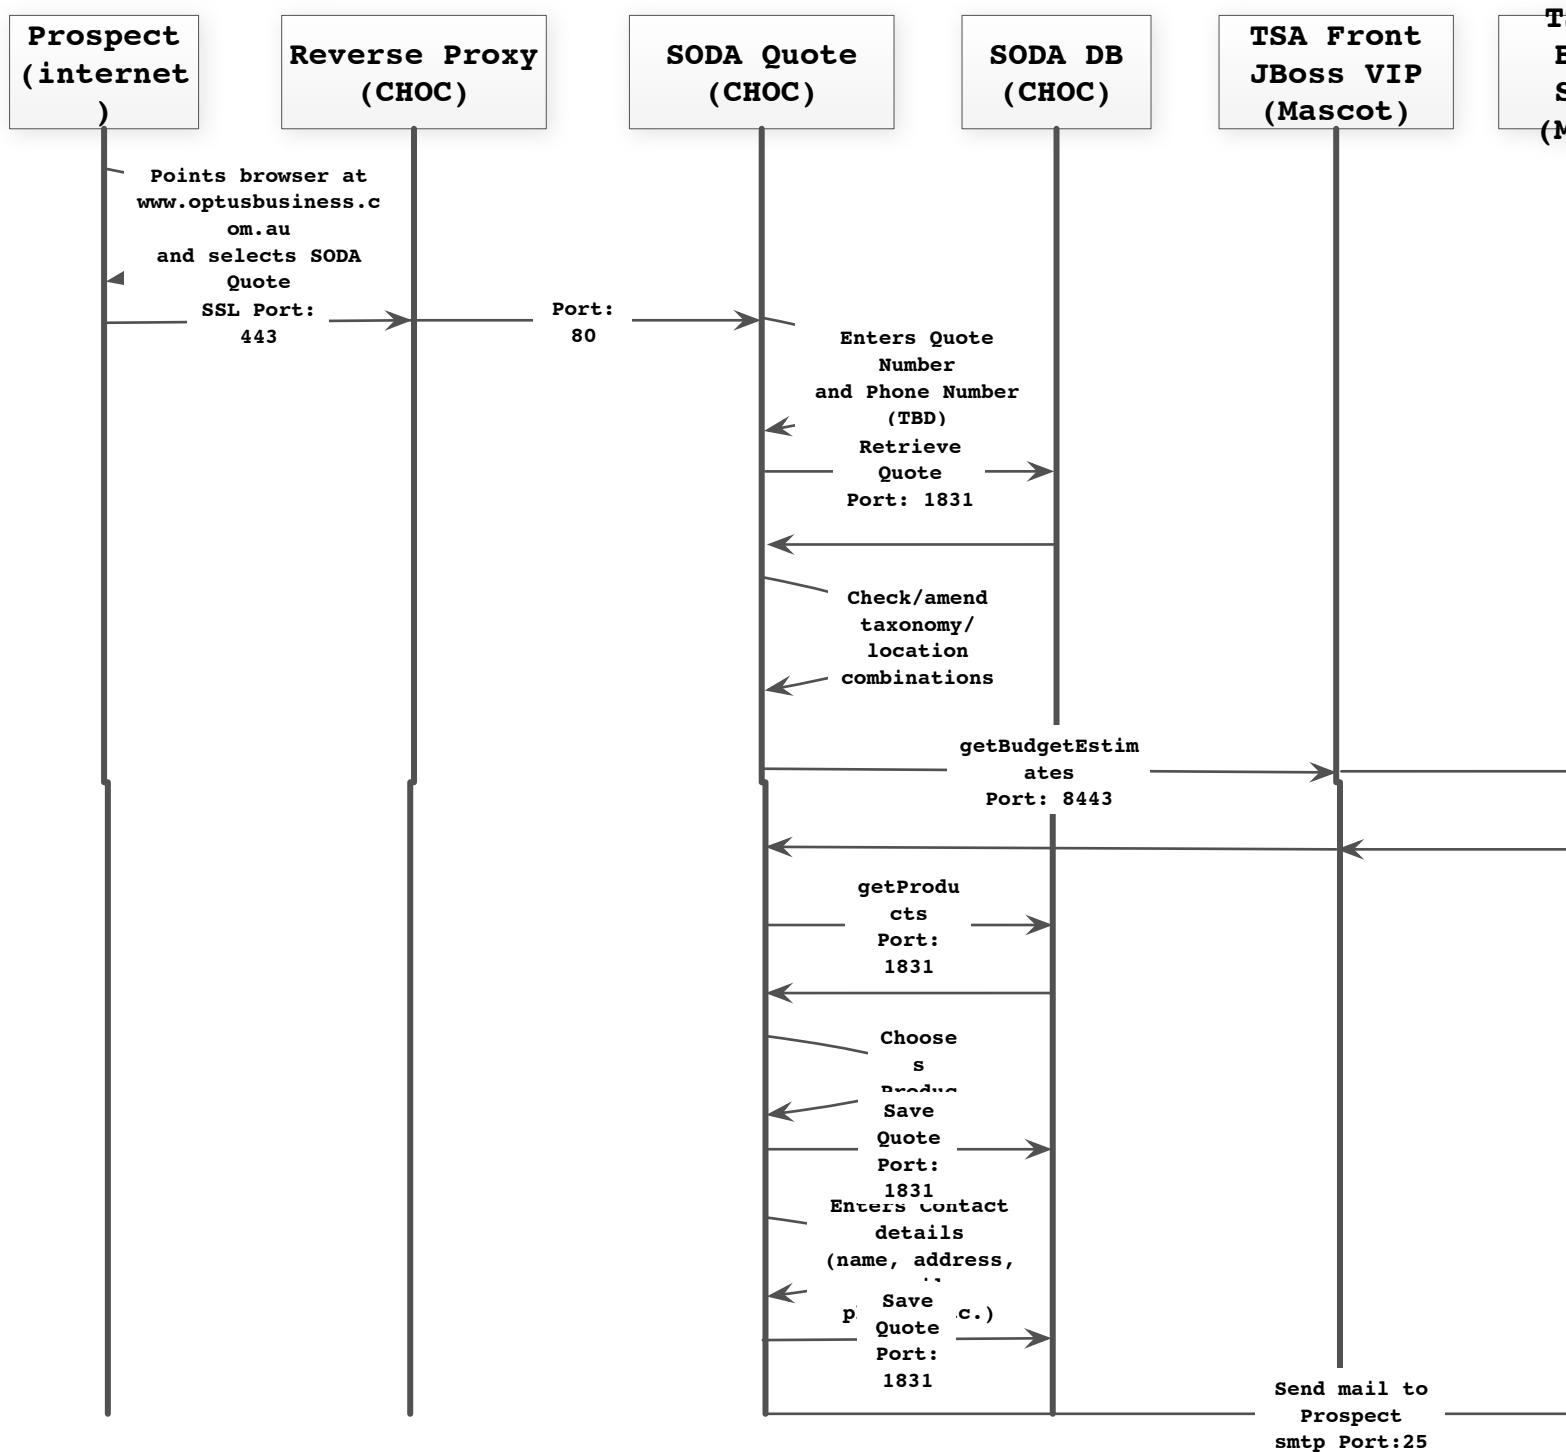 Prospect
(internet
)
Reverse Proxy
(CHOC)
SODA Quote
(CHOC)
SODA DB
(CHOC)
TSA Front
JBoss VIP
(Mascot)
Points browser at
www.optusbusiness.c
om.au
and selects SODA
Quote
SSL Port:
443
Port:
80
Enters Quote
Number
and Phone Number
(TBD)
Retrieve
Quote
Port: 1831
Check/amend
taxonomy/
location
combinations
getBudgetEstim
ates
Port: 8443
getProdu
cts
Port:
1831
Choose
s
Produc
Save
Quote
Port:
1831
Enters Contact
details
(name, address,
Save
Quote
Port:
1831
Send mail to
Prospect
smtp Port:25